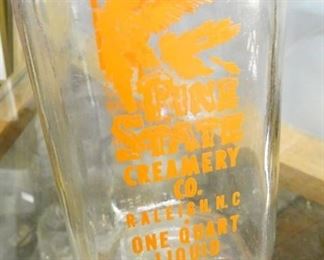 PINE
STATE
CREAMERY
CO.
RALEIGH, N.C
ONE QUART
LIQUID